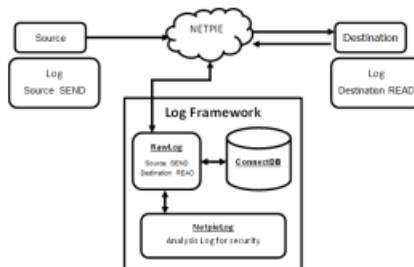 Source
NETPIE
Destination
Log
Source SEND
Log
Destination READ
Log Framework
RawLog
Source SEND
Destination READ
ConnectDB
NetpieLog
Analysis Log for security